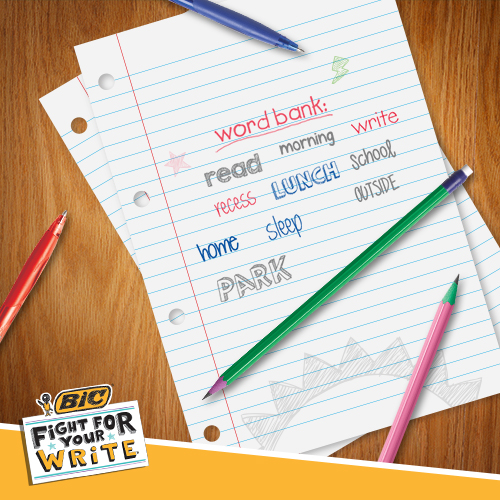 word bank:
read morning write
recess LUNCH school
home sleep OUTSIDE
PARK
BIC
FIGHT FOR
YOUR
WRITE